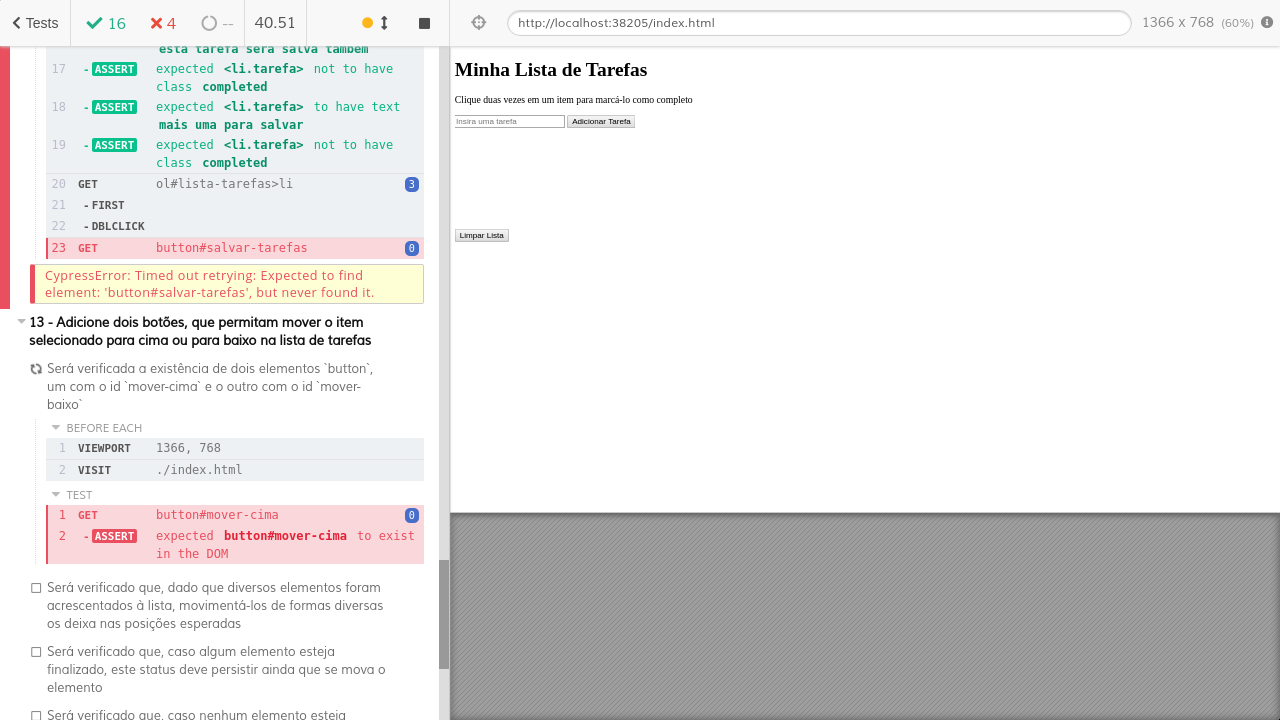 Tests 16 4 -- 40.51 http://localhost:38205/index.html 1366 x 768 (60%)
esta tarefa será salva também
17 - ASSERT expected <li.tarefa> not to have
class completed
18 - ASSERT expected <li.tarefa> to have text
mais uma para salvar
19 - ASSERT expected <li.tarefa> not to have
class completed
20 GET ol#lista-tarefas>li 3
21 - FIRST
22 - DBLCLICK
23 GET button#salvar-tarefas 0
CypressError: Timed out retrying: Expected to find
element: 'button#salvar-tarefas', but never found it.
13 - Adicione dois botões, que permitam mover o item
selecionado para cima ou para baixo na lista de tarefas
Será verificada a existência de dois elementos `button`,
um com o id `mover-cima` e o outro com o id `mover-
baixo`
BEFORE EACH
1 VIEWPORT 1366, 768
2 VISIT ./index.html
TEST
1 GET button#mover-cima 0
2 - ASSERT expected button#mover-cima to exist
in the DOM
Será verificado que, dado que diversos elementos foram
acrescentados à lista, movimentá-los de formas diversas
os deixa nas posições esperadas
Será verificado que, caso algum elemento esteja
finalizado, este status deve persistir ainda que se mova o
elemento
Será verificado que, caso nenhum elemento esteja
Minha Lista de Tarefas
Clique duas vezes em um item para marcá-lo como completo
Insira uma tarefa Adicionar Tarefa
Limpar Lista